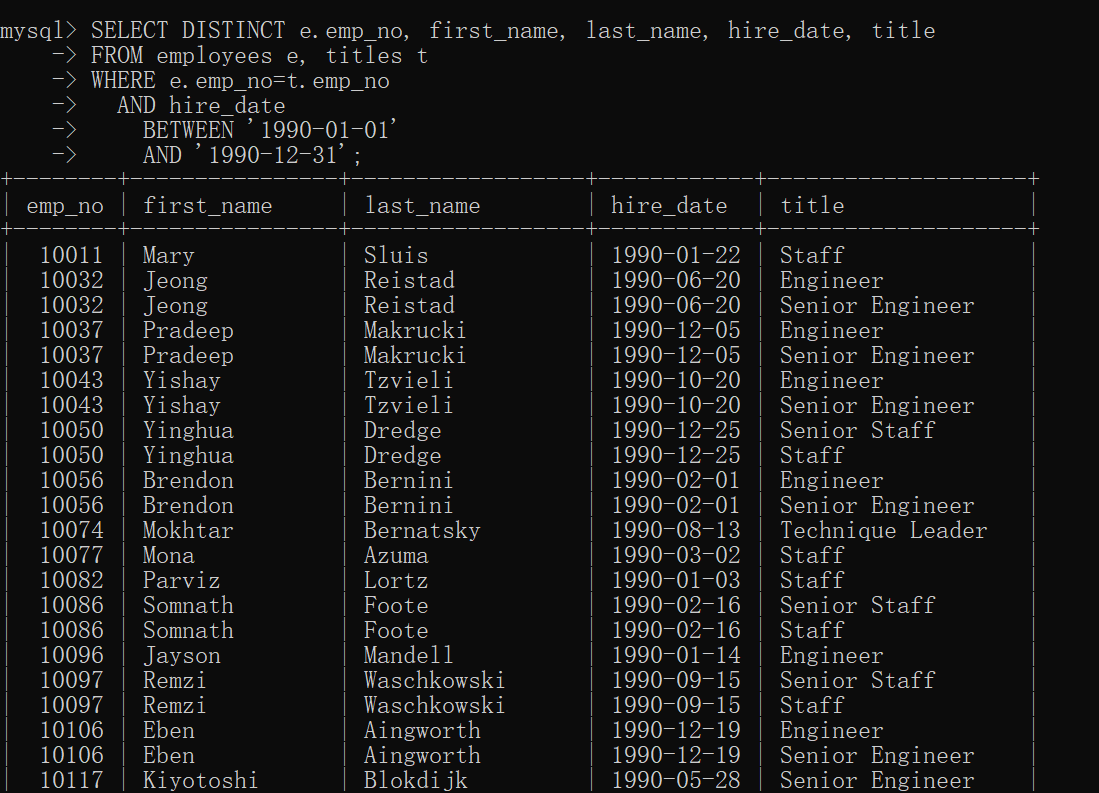 mysql> SELECT DISTINCT e.emp_no, first_name, last_name, hire_date, title
    -> FROM employees e, titles t
    -> WHERE e.emp_no=t.emp_no
    ->   AND hire_date
    ->     BETWEEN '1990-01-01'
    ->     AND '1990-12-31';
+--------+----------------+------------------+------------+--------------------+
| emp_no | first_name     | last_name        | hire_date  | title              |
+--------+----------------+------------------+------------+--------------------+
|  10011 | Mary           | Sluis            | 1990-01-22 | Staff              |
|  10032 | Jeong          | Reistad          | 1990-06-20 | Engineer           |
|  10032 | Jeong          | Reistad          | 1990-06-20 | Senior Engineer    |
|  10037 | Pradeep        | Makrucki         | 1990-12-05 | Engineer           |
|  10037 | Pradeep        | Makrucki         | 1990-12-05 | Senior Engineer    |
|  10043 | Yishay         | Tzvieli          | 1990-10-20 | Engineer           |
|  10043 | Yishay         | Tzvieli          | 1990-10-20 | Senior Engineer    |
|  10050 | Yinghua        | Dredge           | 1990-12-25 | Senior Staff       |
|  10050 | Yinghua        | Dredge           | 1990-12-25 | Staff              |
|  10056 | Brendon        | Bernini          | 1990-02-01 | Engineer           |
|  10056 | Brendon        | Bernini          | 1990-02-01 | Senior Engineer    |
|  10074 | Mokhtar        | Bernatsky        | 1990-08-13 | Technique Leader   |
|  10077 | Mona           | Azuma            | 1990-03-02 | Staff              |
|  10082 | Parviz         | Lortz            | 1990-01-03 | Staff              |
|  10086 | Somnath        | Foote            | 1990-02-16 | Senior Staff       |
|  10086 | Somnath        | Foote            | 1990-02-16 | Staff              |
|  10096 | Jayson         | Mandell          | 1990-01-14 | Engineer           |
|  10097 | Remzi          | Waschkowski      | 1990-09-15 | Senior Staff       |
|  10097 | Remzi          | Waschkowski      | 1990-09-15 | Staff              |
|  10106 | Eben           | Aingworth        | 1990-12-19 | Engineer           |
|  10106 | Eben           | Aingworth        | 1990-12-19 | Senior Engineer    |
|  10117 | Kiyotoshi      | Blokdijk         | 1990-05-28 | Senior Engineer    |